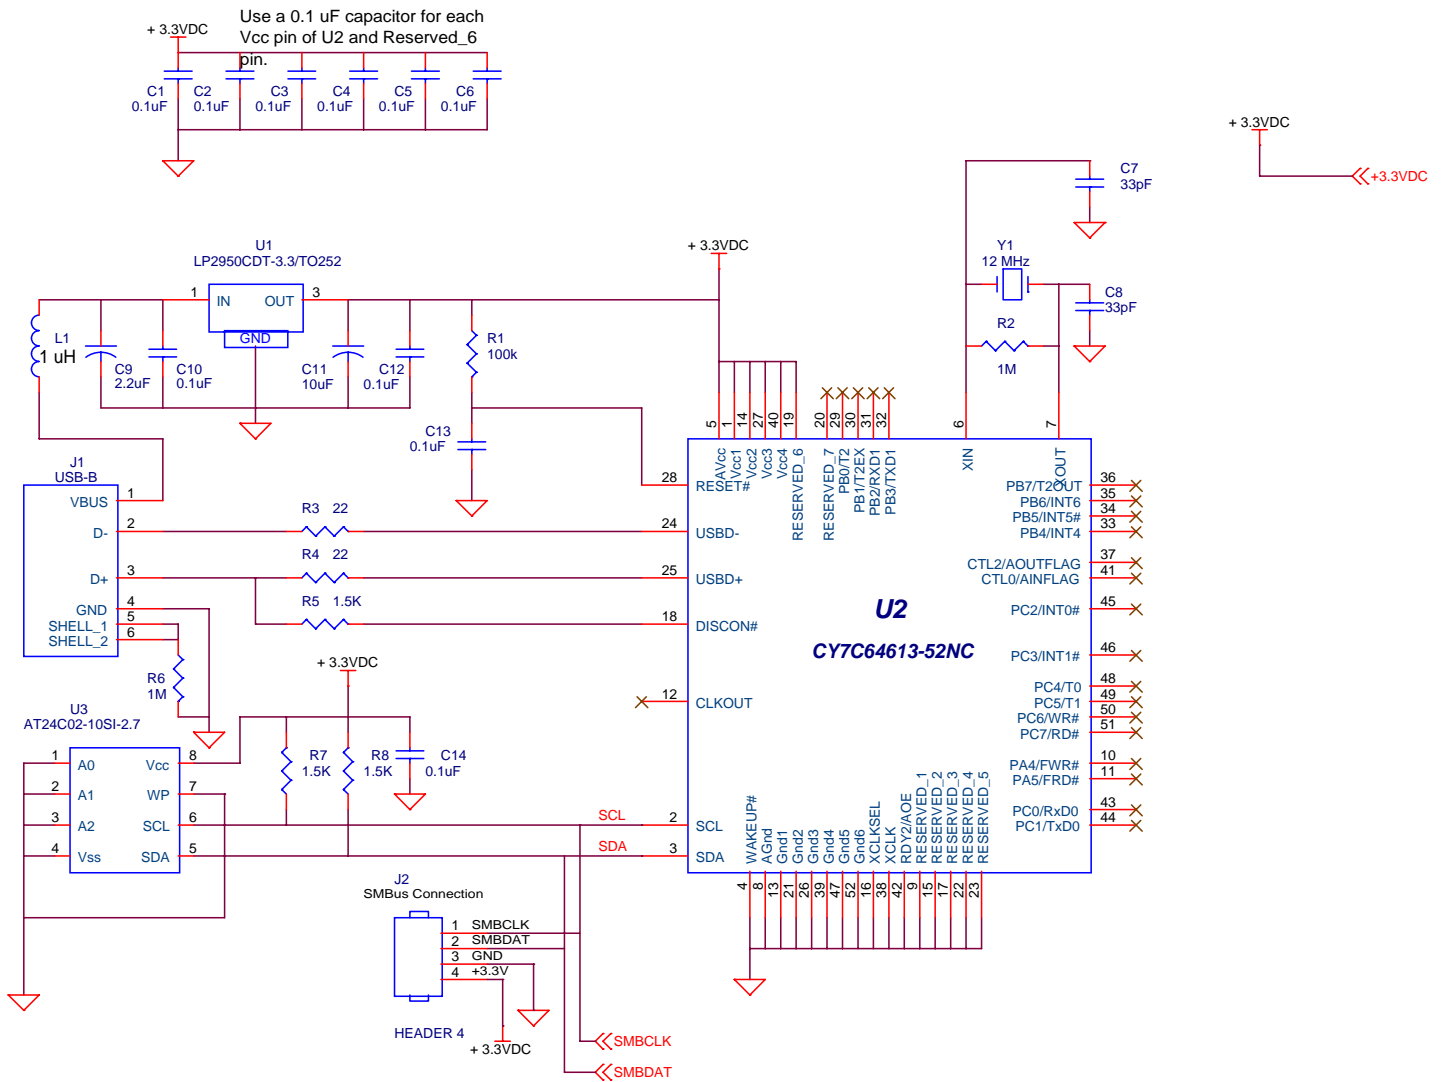 Use a 0.1 uF capacitor for each
Vcc pin of U2 and Reserved_6
pin.
+ 3.3VDC
C1
0.1uF
C2
0.1uF
C3
0.1uF
C4
0.1uF
C5
0.1uF
C6
0.1uF
+ 3.3VDC
+3.3VDC
C7
33pF
Y1
12 MHz
C8
33pF
R2
1M
U1
LP2950CDT-3.3/TO252
1
IN
OUT
3
GND
+ 3.3VDC
L1
1 uH
C9
2.2uF
C10
0.1uF
C11
10uF
C12
0.1uF
R1
100k
C13
0.1uF
J1
USB-B
VBUS
1
D-
2
D+
3
GND
4
SHELL_1
5
SHELL_2
6
R3 22
R4 22
R5 1.5K
R6
1M
+ 3.3VDC
U3
AT24C02-10SI-2.7
1
A0
2
A1
3
A2
4
Vss
Vcc
8
WP
7
SCL
6
SDA
5
R7
1.5K
R8
1.5K
C14
0.1uF
SCL
SDA
J2
SMBus Connection
1 SMBCLK
2 SMBDAT
3 GND
4 +3.3V
HEADER 4
+ 3.3VDC
SMBCLK
SMBDAT
U2
CY7C64613-52NC
28
RESET#
24
USBD-
25
USBD+
18
DISCON#
12
CLKOUT
2
SCL
3
SDA
5
AVcc
1
Vcc1
14
Vcc2
27
Vcc3
40
Vcc4
19
RESERVED_6
20
RESERVED_7
29
PB0/T2
30
PB1/T2EX
31
PB2/RXD1
32
PB3/TXD1
6
XIN
7
XOUT
PB7/T2OUT
36
PB6/INT6
35
PB5/INT5#
34
PB4/INT4
33
CTL2/AOUTFLAG
37
CTL0/AINFLAG
41
PC2/INT0#
45
PC3/INT1#
46
PC4/T0
48
PC5/T1
49
PC6/WR#
50
PC7/RD#
51
PA4/FWR#
10
PA5/FRD#
11
PC0/RxD0
43
PC1/TxD0
44
WAKEUP#
4
AGnd
8
Gnd1
13
Gnd2
21
Gnd3
26
Gnd4
39
Gnd5
47
Gnd6
52
XCLKSEL
16
XCLK
38
RDY2/AOE
42
RESERVED_1
9
RESERVED_2
15
RESERVED_3
17
RESERVED_4
22
RESERVED_5
23